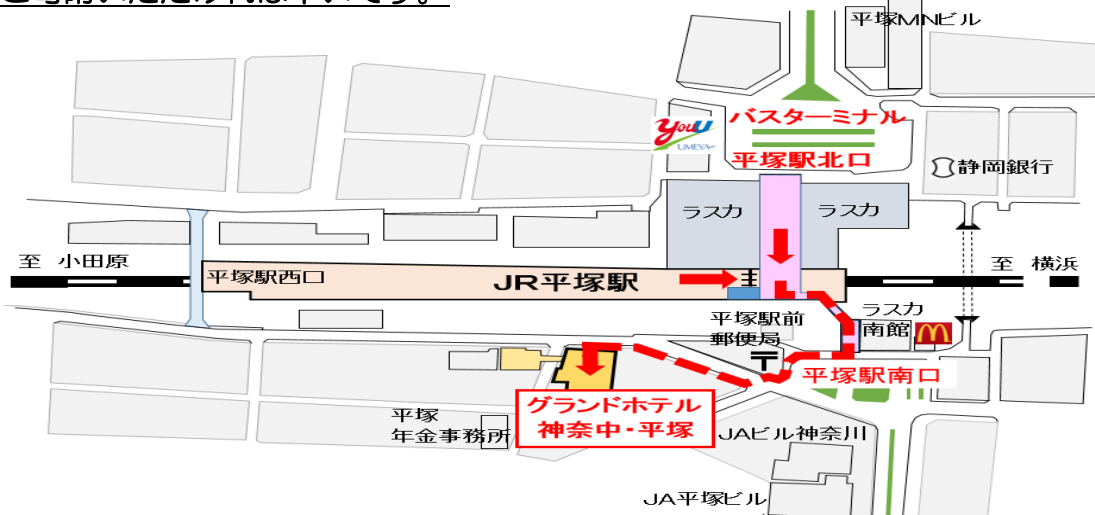 平塚MNビル
YouU
UMEYA
バスターミナル
平塚駅北口
静岡銀行
ラスカ
ラスカ
至 小田原
平塚駅西口
JR平塚駅
至 横浜
平塚駅前
郵便局
ラスカ
南館
平塚駅南口
グランドホテル
神奈中・平塚
平塚
年金事務所
JAビル神奈川
JA平塚ビル